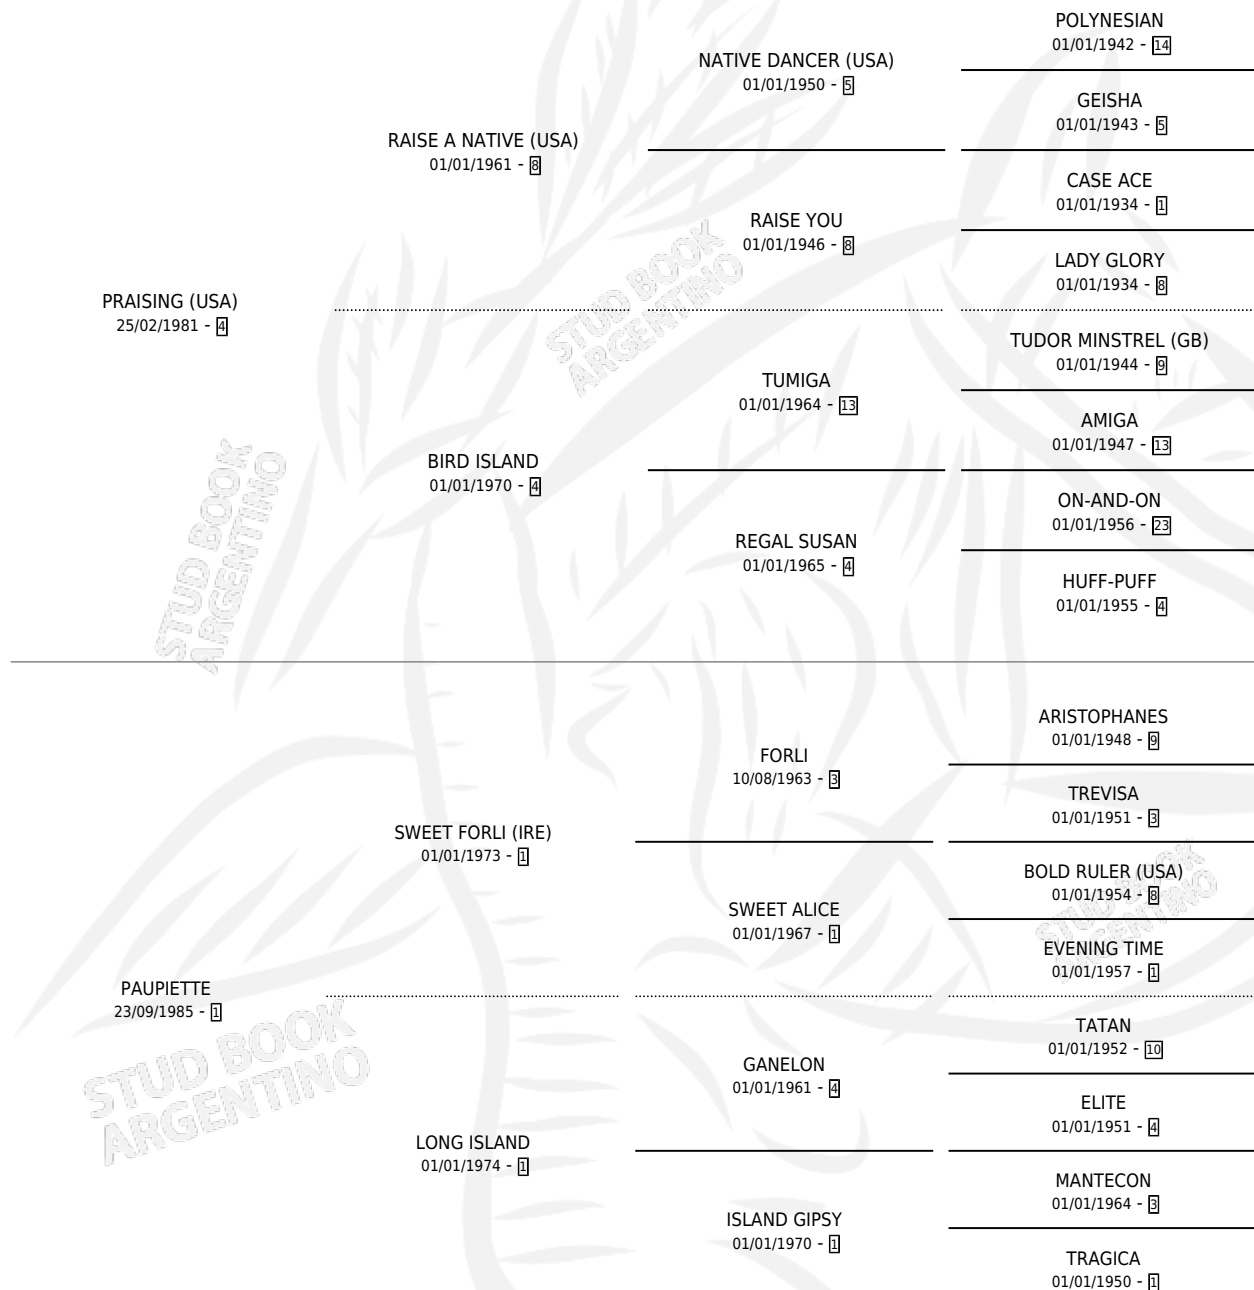 POLYNESIAN
01/01/1942 - 14
NATIVE DANCER (USA)
01/01/1950 - 5
GEISHA
01/01/1943 - 5
RAISE A NATIVE (USA)
01/01/1961 - 8
CASE ACE
01/01/1934 - 1
RAISE YOU
01/01/1946 - 8
LADY GLORY
01/01/1934 - 8
PRAISING (USA)
25/02/1981 - 4
STUD BOOK
ARGENTINO
TUDOR MINSTREL (GB)
01/01/1944 - 9
TUMIGA
01/01/1964 - 13
AMIGA
01/01/1947 - 13
BIRD ISLAND
01/01/1970 - 4
ON-AND-ON
01/01/1956 - 23
REGAL SUSAN
01/01/1965 - 4
HUFF-PUFF
01/01/1955 - 4
STUD BOOK
ARGENTINO
ARISTOPHANES
01/01/1948 - 9
FORLI
10/08/1963 - 3
TREVISA
01/01/1951 - 3
SWEET FORLI (IRE)
01/01/1973 - 1
BOLD RULER (USA)
01/01/1954 - 8
SWEET ALICE
01/01/1967 - 1
EVENING TIME
01/01/1957 - 1
STUD BOOK
ARGENTINO
PAUPIETTE
23/09/1985 - 1
TATAN
01/01/1952 - 10
GANELON
01/01/1961 - 4
ELITE
01/01/1951 - 4
STUD BOOK
ARGENTINO
LONG ISLAND
01/01/1974 - 1
MANTECON
01/01/1964 - 3
ISLAND GIPSY
01/01/1970 - 1
TRAGICA
01/01/1950 - 1